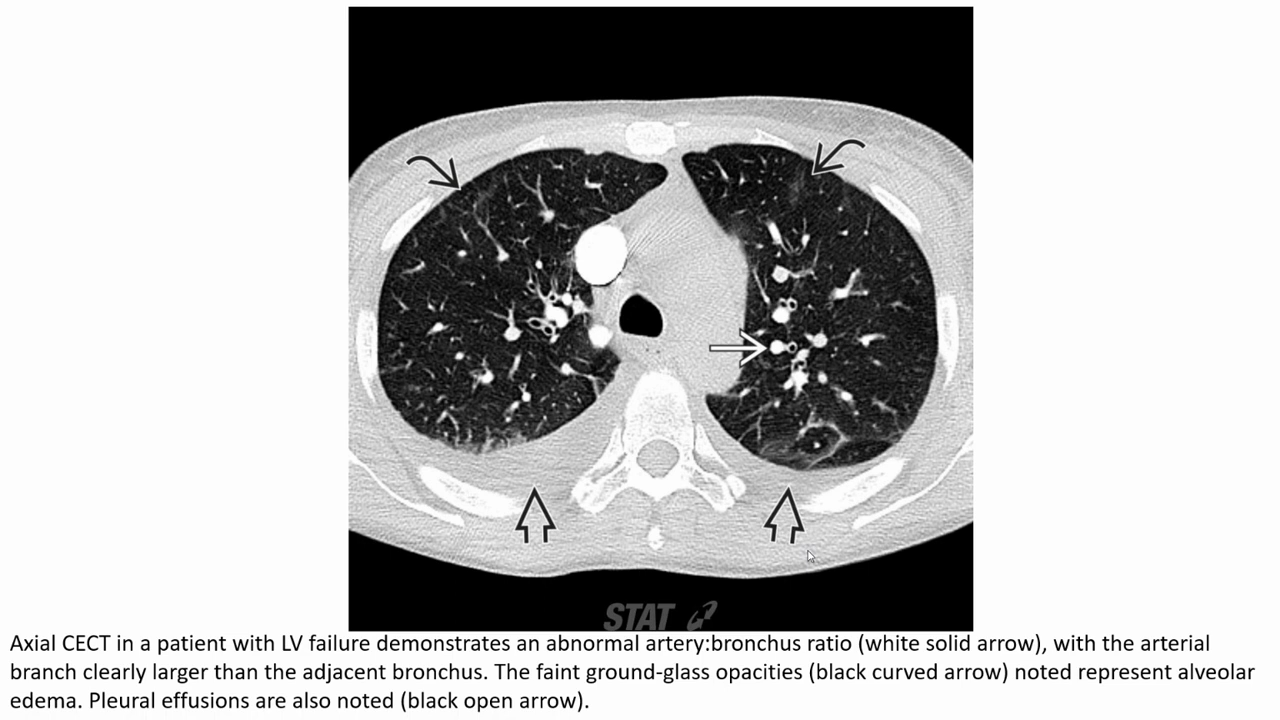 STAT
Axial CECT in a patient with LV failure demonstrates an abnormal artery:bronchus ratio (white solid arrow), with the arterial
branch clearly larger than the adjacent bronchus. The faint ground-glass opacities (black curved arrow) noted represent alveolar
edema. Pleural effusions are also noted (black open arrow).